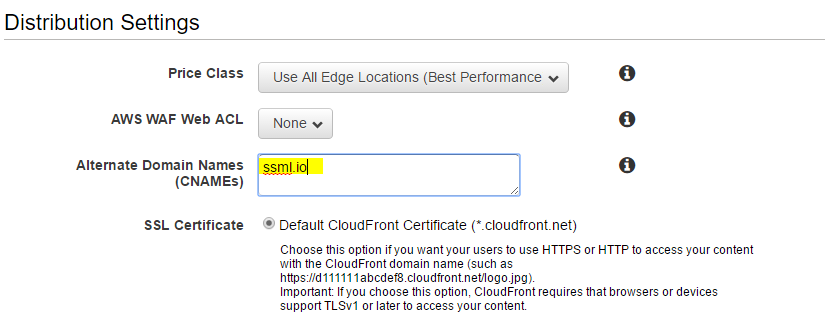 Distribution Settings
Price Class
Use All Edge Locations (Best Performance
AWS WAF Web ACL
None
Alternate Domain Names
(CNAMEs)
ssml.io
SSL Certificate
Default CloudFront Certificate (*.cloudfront.net)
Choose this option if you want your users to use HTTPS or HTTP to access your content
with the CloudFront domain name (such as
https://d111111abcdef8.cloudfront.net/logo.jpg).
Important: If you choose this option, CloudFront requires that browsers or devices
support TLSv1 or later to access your content.